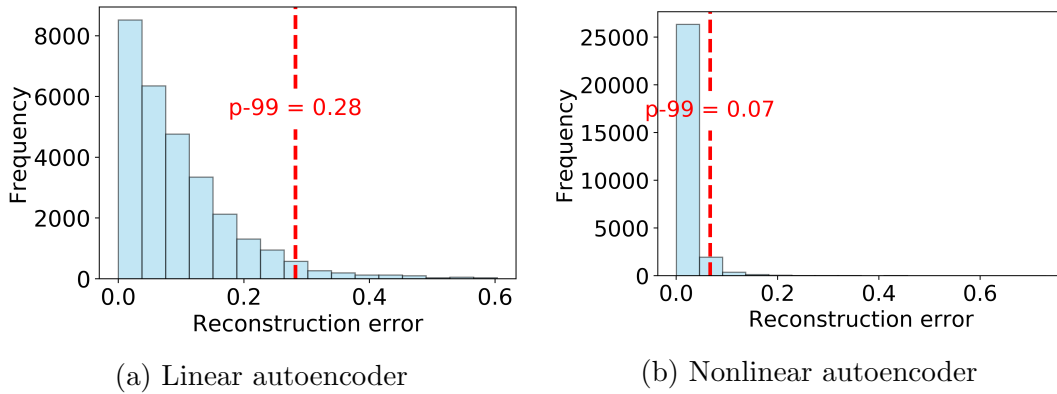 8000
6000
4000
2000
0
Frequency
p-99 = 0.28
0.0 0.2 0.4 0.6
Reconstruction error
(a) Linear autoencoder
25000
20000
15000
10000
5000
0
Frequency
p-99 = 0.07
0.0 0.2 0.4 0.6
Reconstruction error
(b) Nonlinear autoencoder